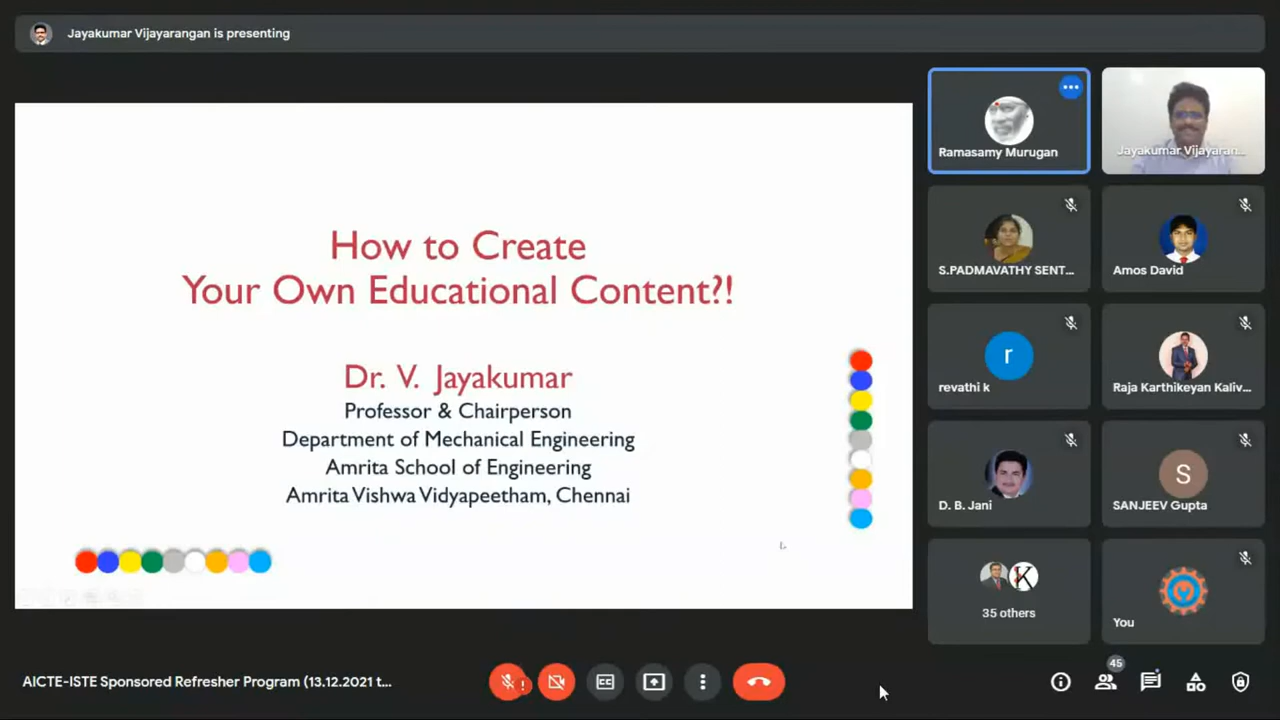 Jayakumar Vijayarangan is presenting
How to Create
Your Own Educational Content?!
Dr. V. Jayakumar
Professor & Chairperson
Department of Mechanical Engineering
Amrita School of Engineering
Amrita Vishwa Vidyapeetham, Chennai
Ramasamy Murugan
Jayakumar Vijayaran...
S.PADMAVATHY SENT...
Amos David
r
revathi k
Raja Karthikeyan Kaliv...
D. B. Jani
S
SANJEEV Gupta
K
35 others
You
AICTE-ISTE Sponsored Refresher Program (13.12.2021 t...
CC
45